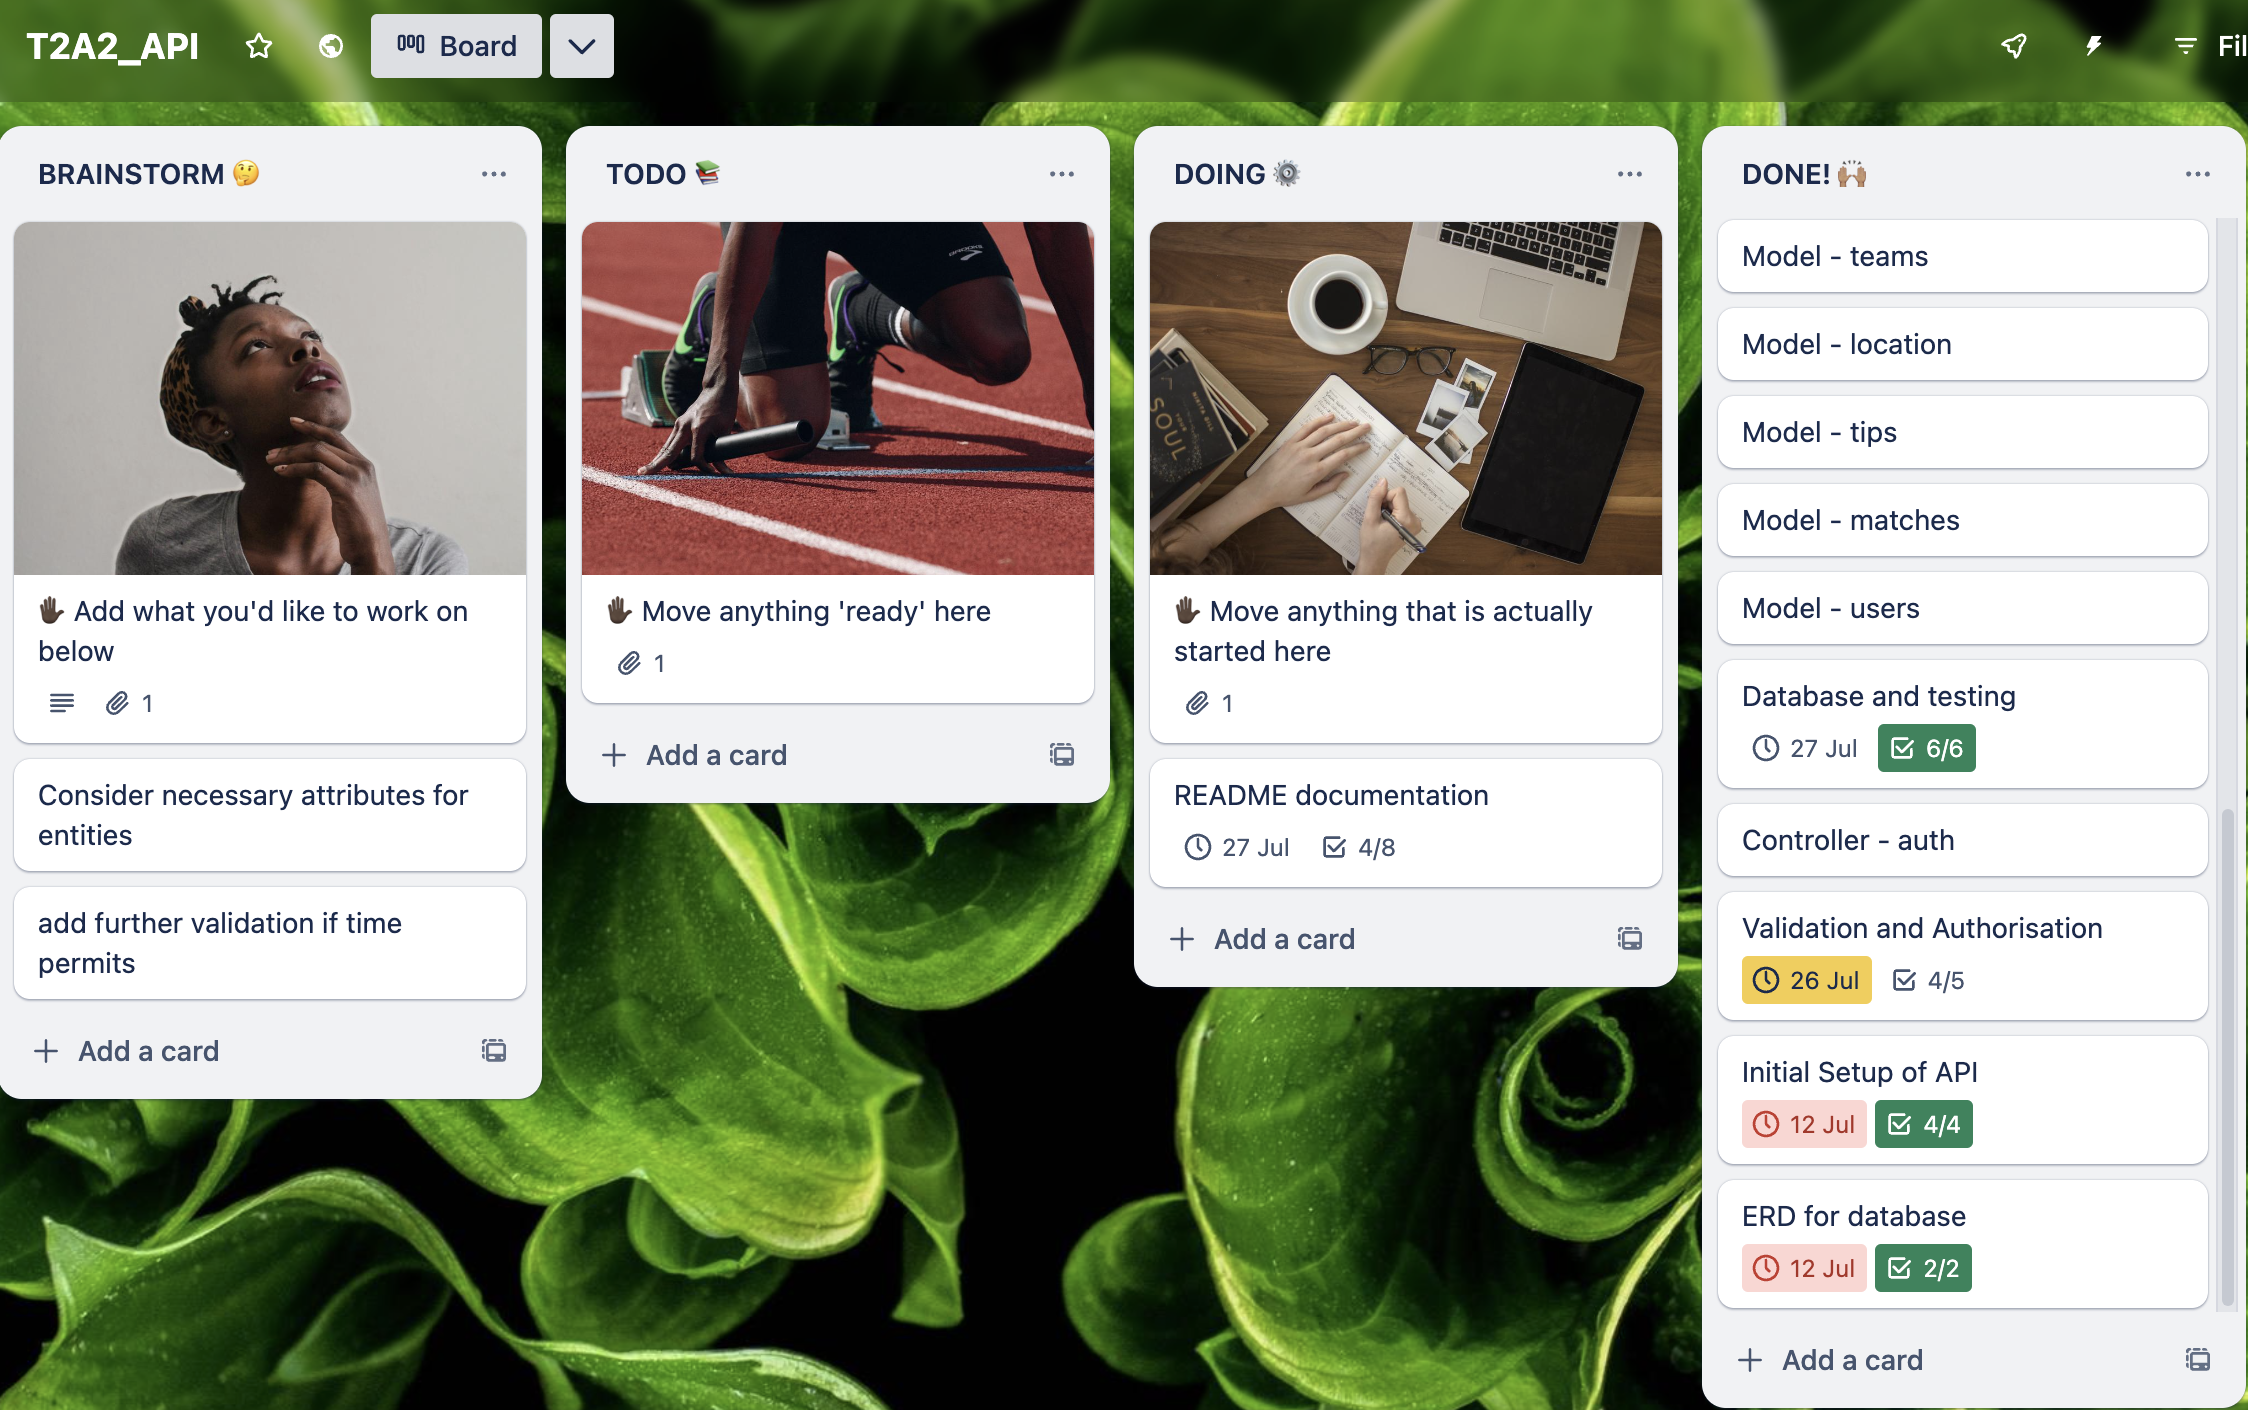 T2A2_API
Board
Fil
BRAINSTORM 🤔
✋🏿 Add what you'd like to work on
below
1
Consider necessary attributes for
entities
add further validation if time
permits
+ Add a card
TODO 📚
✋🏿 Move anything 'ready' here
1
+ Add a card
DOING ⚙️
SOUL
✋🏿 Move anything that is actually
started here
1
README documentation
27 Jul 4/8
+ Add a card
DONE! 🙌🏽
Model - teams
Model - location
Model - tips
Model - matches
Model - users
Database and testing
27 Jul 6/6
Controller - auth
Validation and Authorisation
26 Jul 4/5
Initial Setup of API
12 Jul 4/4
ERD for database
12 Jul 2/2
+ Add a card